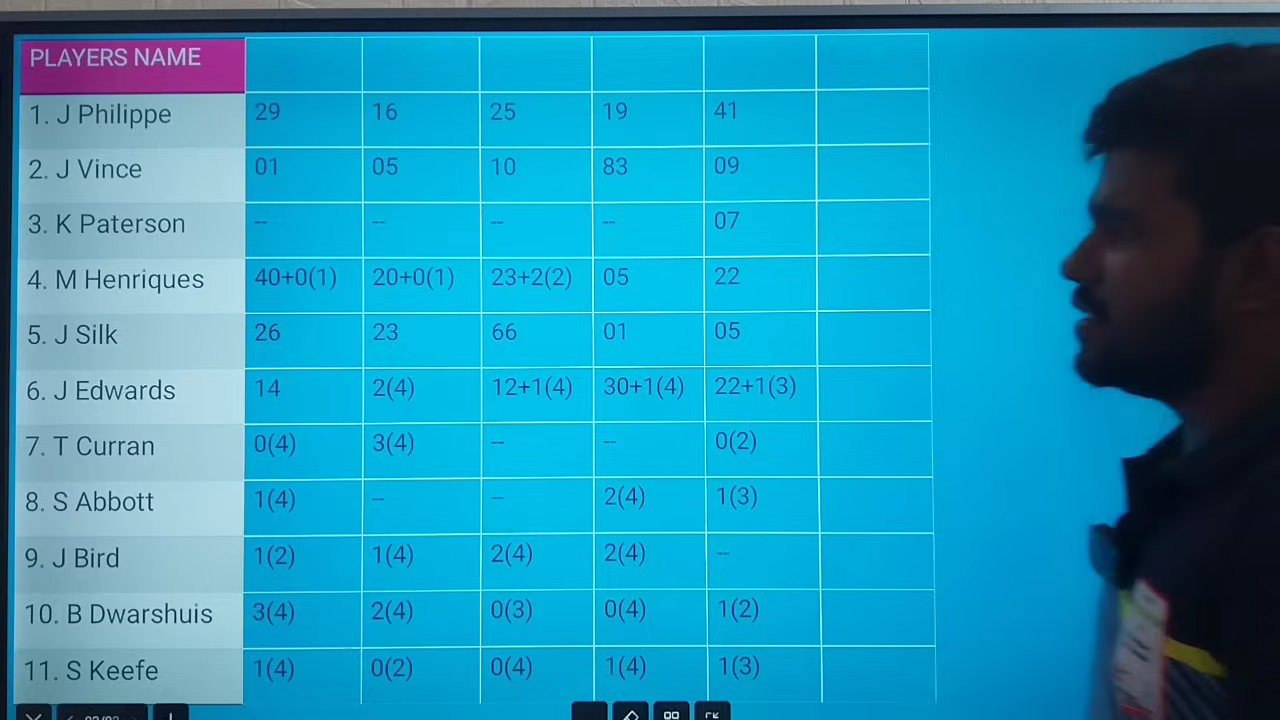 PLAYERS NAME
1. J Philippe 29 16 25 19 41
2. J Vince 01 05 10 83 09
3. K Paterson -- -- -- -- 07
4. M Henriques 40+0(1) 20+0(1) 23+2(2) 05 22
5. J Silk 26 23 66 01 05
6. J Edwards 14 2(4) 12+1(4) 30+1(4) 22+1(3)
7. T Curran 0(4) 3(4) -- -- 0(2)
8. S Abbott 1(4) -- -- 2(4) 1(3)
9. J Bird 1(2) 1(4) 2(4) 2(4) --
10. B Dwarshuis 3(4) 2(4) 0(3) 0(4) 1(2)
11. S Keefe 1(4) 0(2) 0(4) 1(4) 1(3)